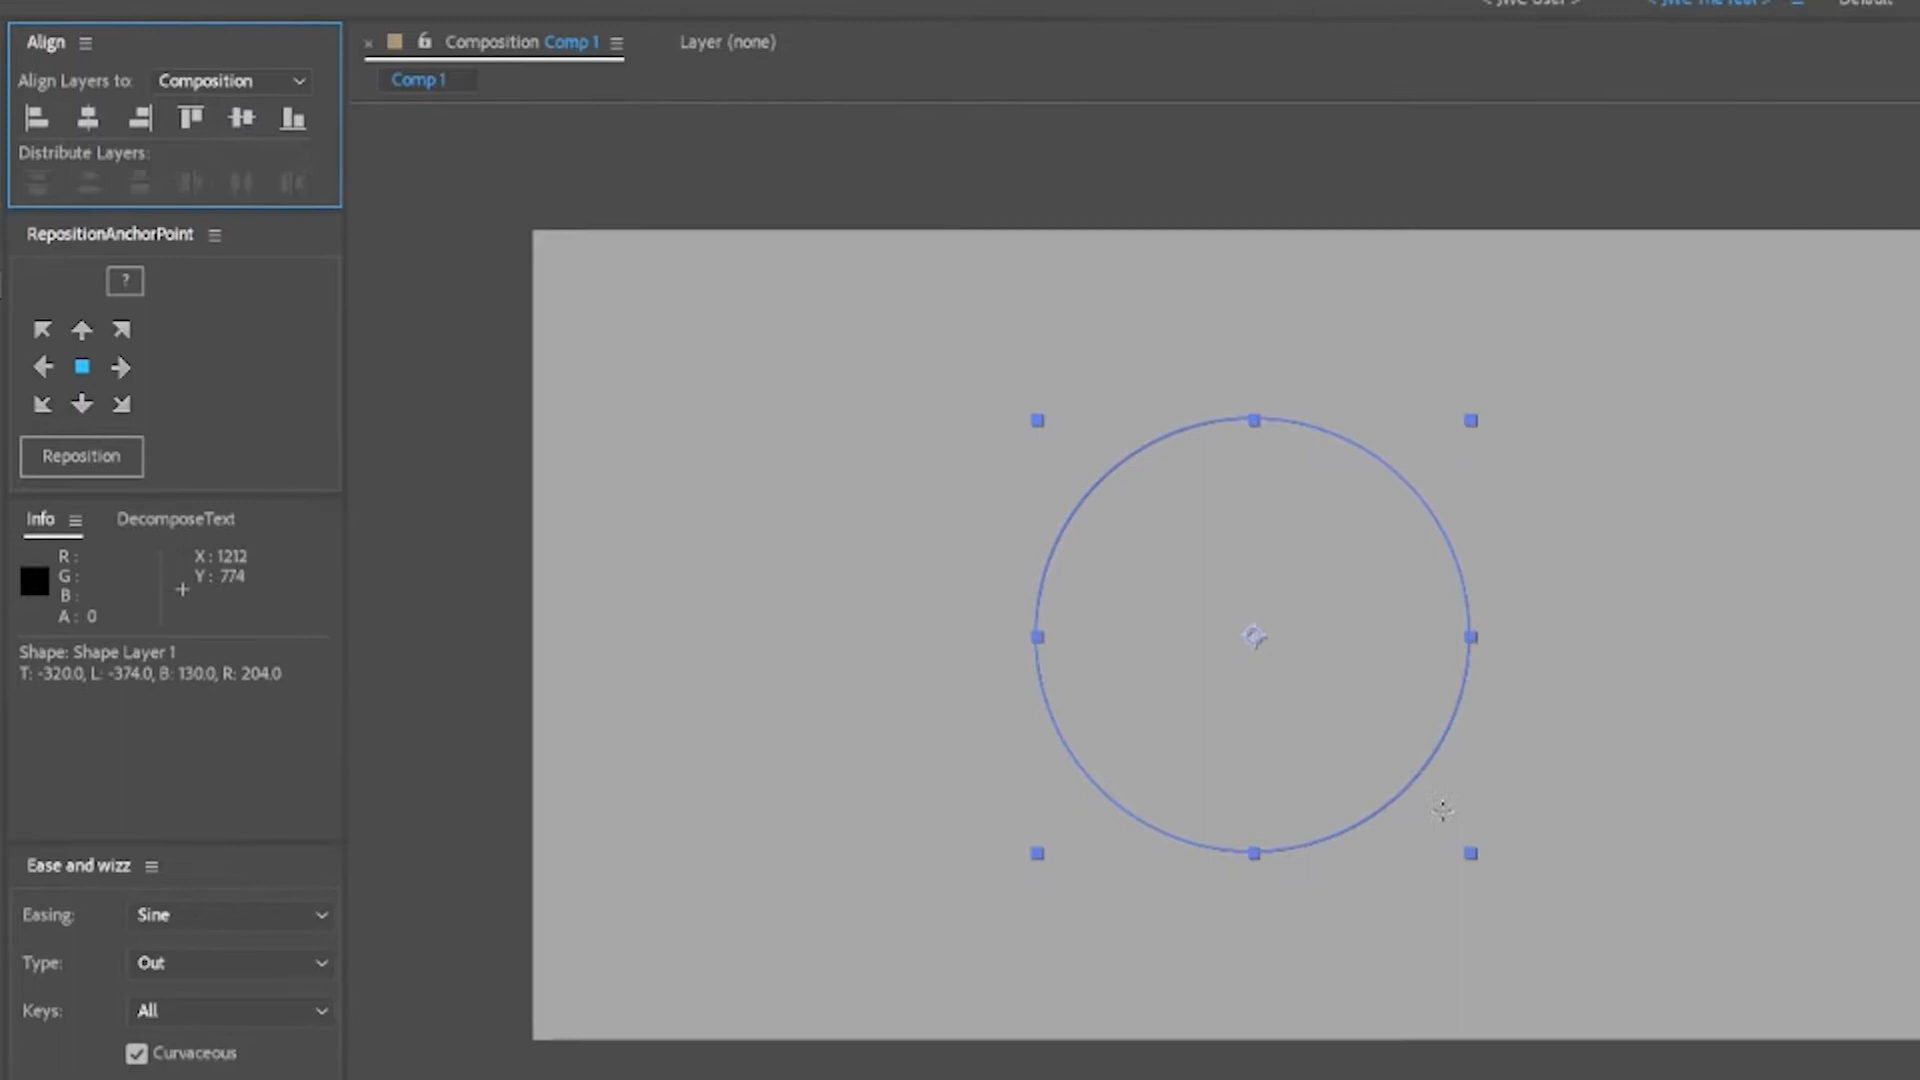 Align
Composition Comp 1
Layer (none)
Align Layers to: Composition
Comp 1
Distribute Layers:
RepositionAnchorPoint
?
Reposition
Info
DecomposeText
R :
G :
B :
A : 0
X : 1212
Y : 774
Shape: Shape Layer 1
T: -320.0, L: -374.0, B: 130.0, R: 204.0
Ease and wizz
Easing: Sine
Type: Out
Keys: All
Curvaceous